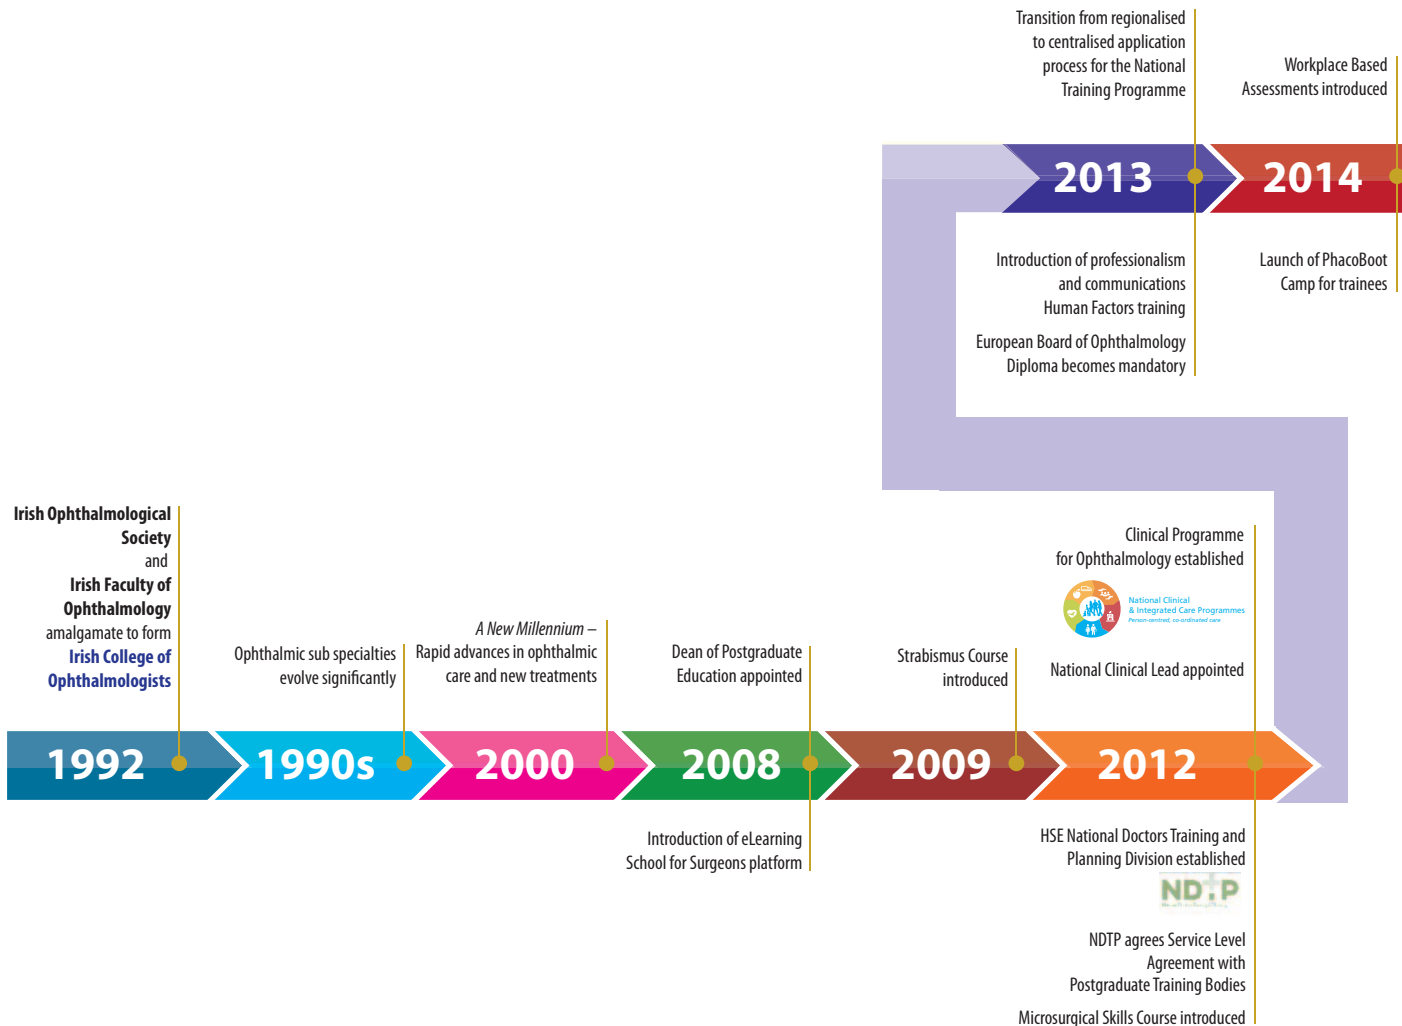 Transition from regionalised
to centralised application
process for the National
Training Programme
Workplace Based
Assessments introduced
2013
2014
Introduction of professionalism
and communications
Human Factors training
European Board of Ophthalmology
Diploma becomes mandatory
Launch of PhacoBoot
Camp for trainees
Irish Ophthalmological
Society
and
Irish Faculty of
Ophthalmology
amalgamate to form
Irish College of
Ophthalmologists
Ophthalmic sub specialties
evolve significantly
A New Millennium –
Rapid advances in ophthalmic
care and new treatments
Dean of Postgraduate
Education appointed
Strabismus Course
introduced
Clinical Programme
for Ophthalmology established
National Clinical
& Integrated Care Programmes
Person-centred, co-ordinated care
National Clinical Lead appointed
1992
1990s
2000
2008
2009
2012
Introduction of eLearning
School for Surgeons platform
HSE National Doctors Training and
Planning Division established
NDTP
NDTP agrees Service Level
Agreement with
Postgraduate Training Bodies
Microsurgical Skills Course introduced